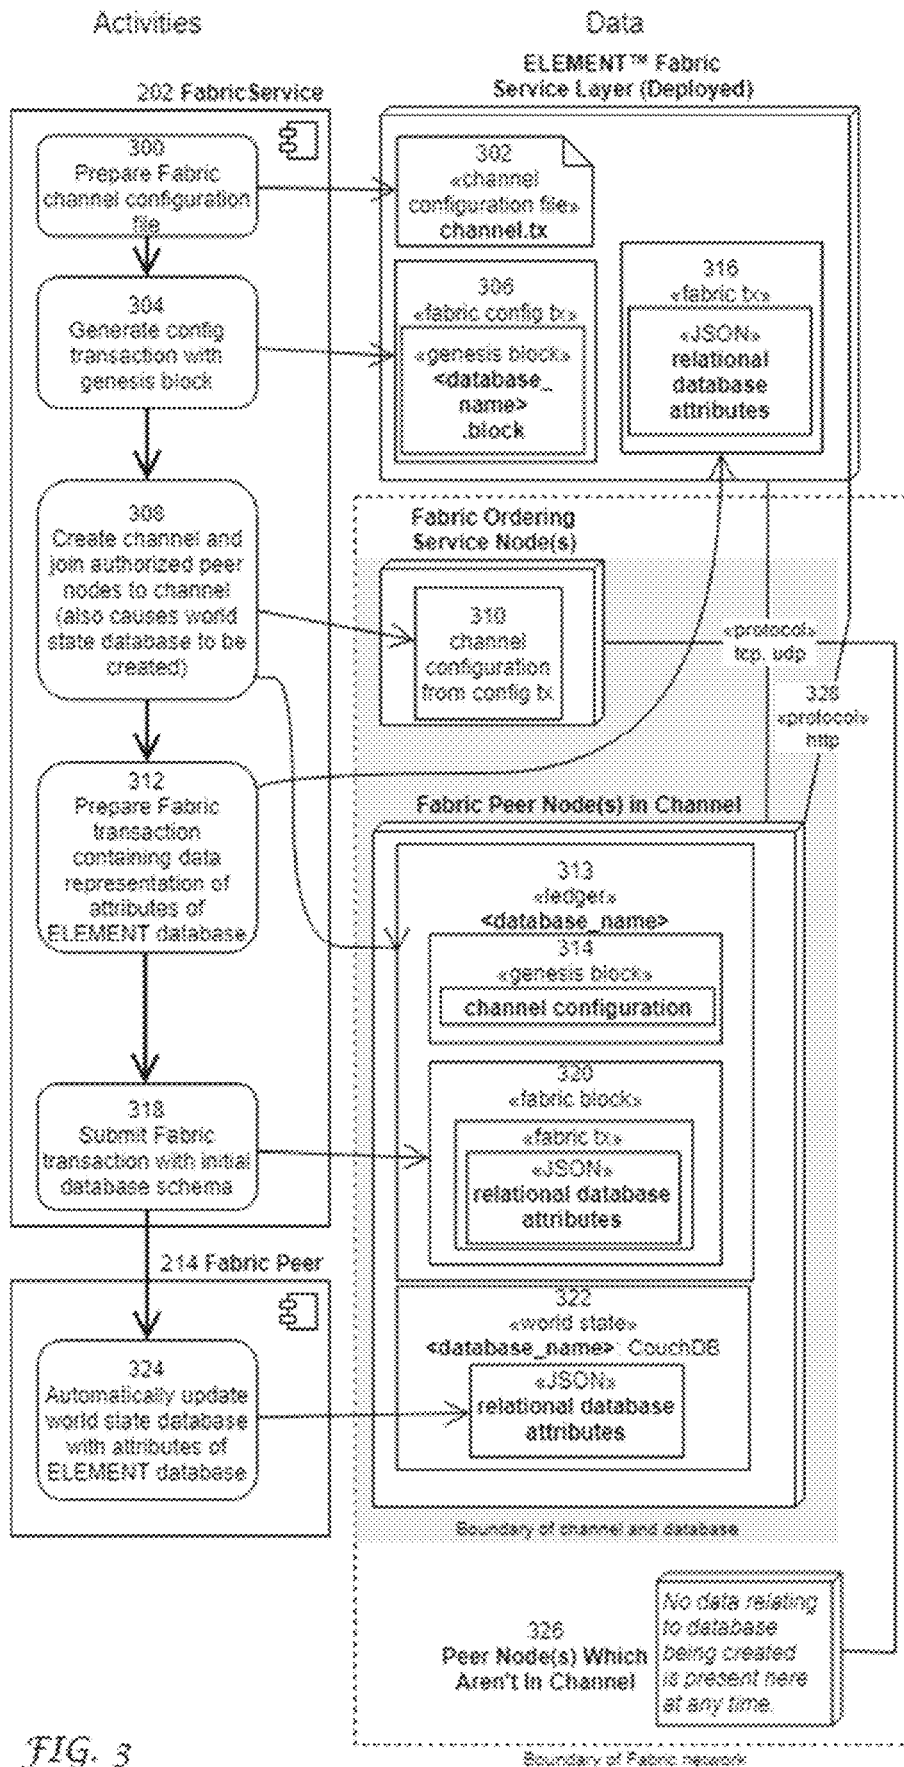 Activities
Data
202 FabricService
300
Prepare Fabric
channel configuration
file
304
Generate config
transaction with
genesis block
308
Create channel and
join authorized peer
nodes to channel
(also causes world
state database to be
created)
312
Prepare Fabric
transaction
containing data
representation of
attributes of
ELEMENT database
318
Submit Fabric
transaction with initial
database schema
214 Fabric Peer
324
Automatically update
world state database
with attributes of
ELEMENT database
ELEMENT™ Fabric
Service Layer (Deployed)
302
«channel
configuration file»
channel.tx
306
«fabric config tx»
«genesis block»
<database_
name>
.block
316
«fabric tx»
«JSON»
relational
database
attributes
Fabric Ordering
Service Node(s)
310
channel
configuration
from config tx
«protocol»
tcp, udp
328
«protocol»
http
Fabric Peer Node(s) in Channel
313
«ledger»
<database_name>
314
«genesis block»
channel configuration
320
«fabric block»
«fabric tx»
«JSON»
relational database
attributes
322
«world state»
<database_name>: CouchDB
«JSON»
relational database
attributes
Boundary of channel and database
326
Peer Node(s) Which
Aren't In Channel
No data relating
to database
being created
is present here
at any time.
Boundary of Fabric network
FIG. 3